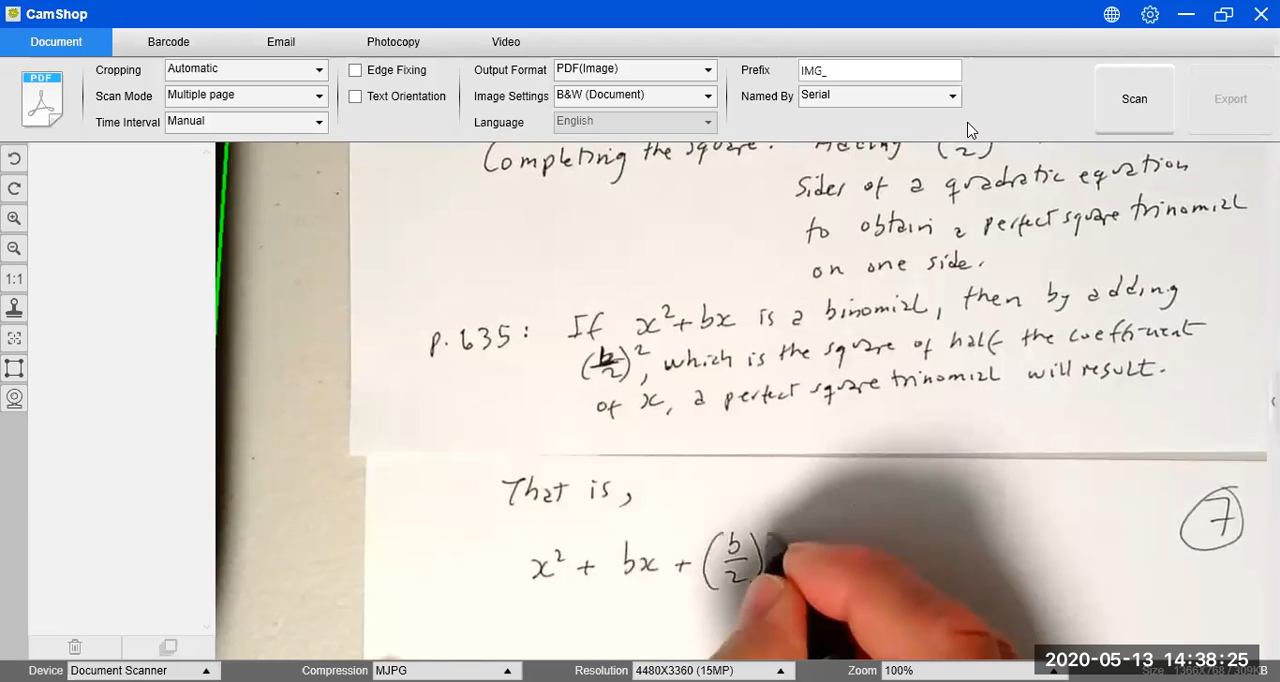 CamShop
Document Barcode Email Photocopy Video
PDF
Cropping Automatic Edge Fixing Output Format PDF(Image) Prefix IMG_
Scan Mode Multiple page Text Orientation Image Settings B&W (Document) Named By Serial
Time Interval Manual Language English
Scan Export
1:1
Completing the square: Adding (b/2)
sides of a quadratic equation
to obtain a perfect square trinomial
on one side.
p. 635: If x²+bx is a binomial, then by adding
(b/2)², which is the square of half the coefficient
of x, a perfect square trinomial will result.
That is,
7
x² + bx + (b/2)
2020-05-13 14:38:25
Device Document Scanner Compression MJPG Resolution 4480X3360 (15MP) Zoom 100%